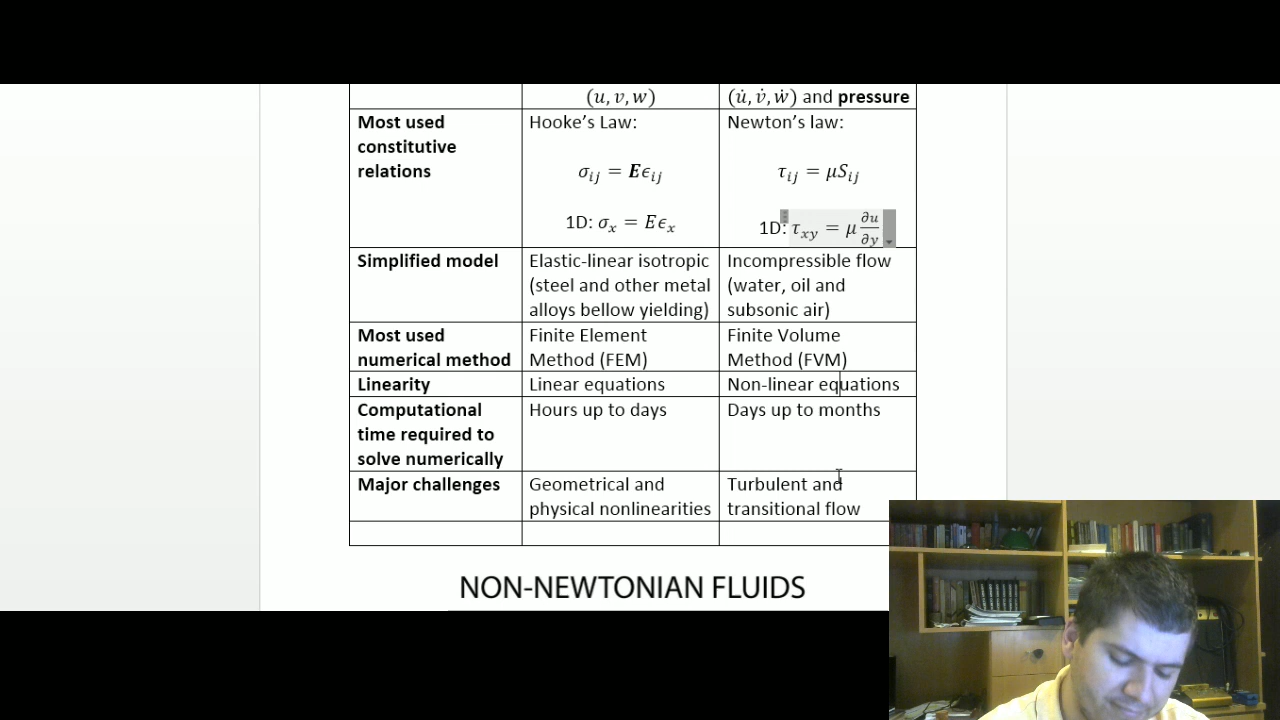 (u, v, w)
(u̇, v̇, ẇ) and pressure
Most used
constitutive
relations
Hooke’s Law:
σij = Eϵij
1D: σx = Eϵx
Newton’s law:
τij = μSij
1D: τxy = μ ∂u/∂y
Simplified model
Elastic-linear isotropic
(steel and other metal
alloys bellow yielding)
Incompressible flow
(water, oil and
subsonic air)
Most used
numerical method
Finite Element
Method (FEM)
Finite Volume
Method (FVM)
Linearity
Linear equations
Non-linear equations
Computational
time required to
solve numerically
Hours up to days
Days up to months
Major challenges
Geometrical and
physical nonlinearities
Turbulent and
transitional flow
NON-NEWTONIAN FLUIDS